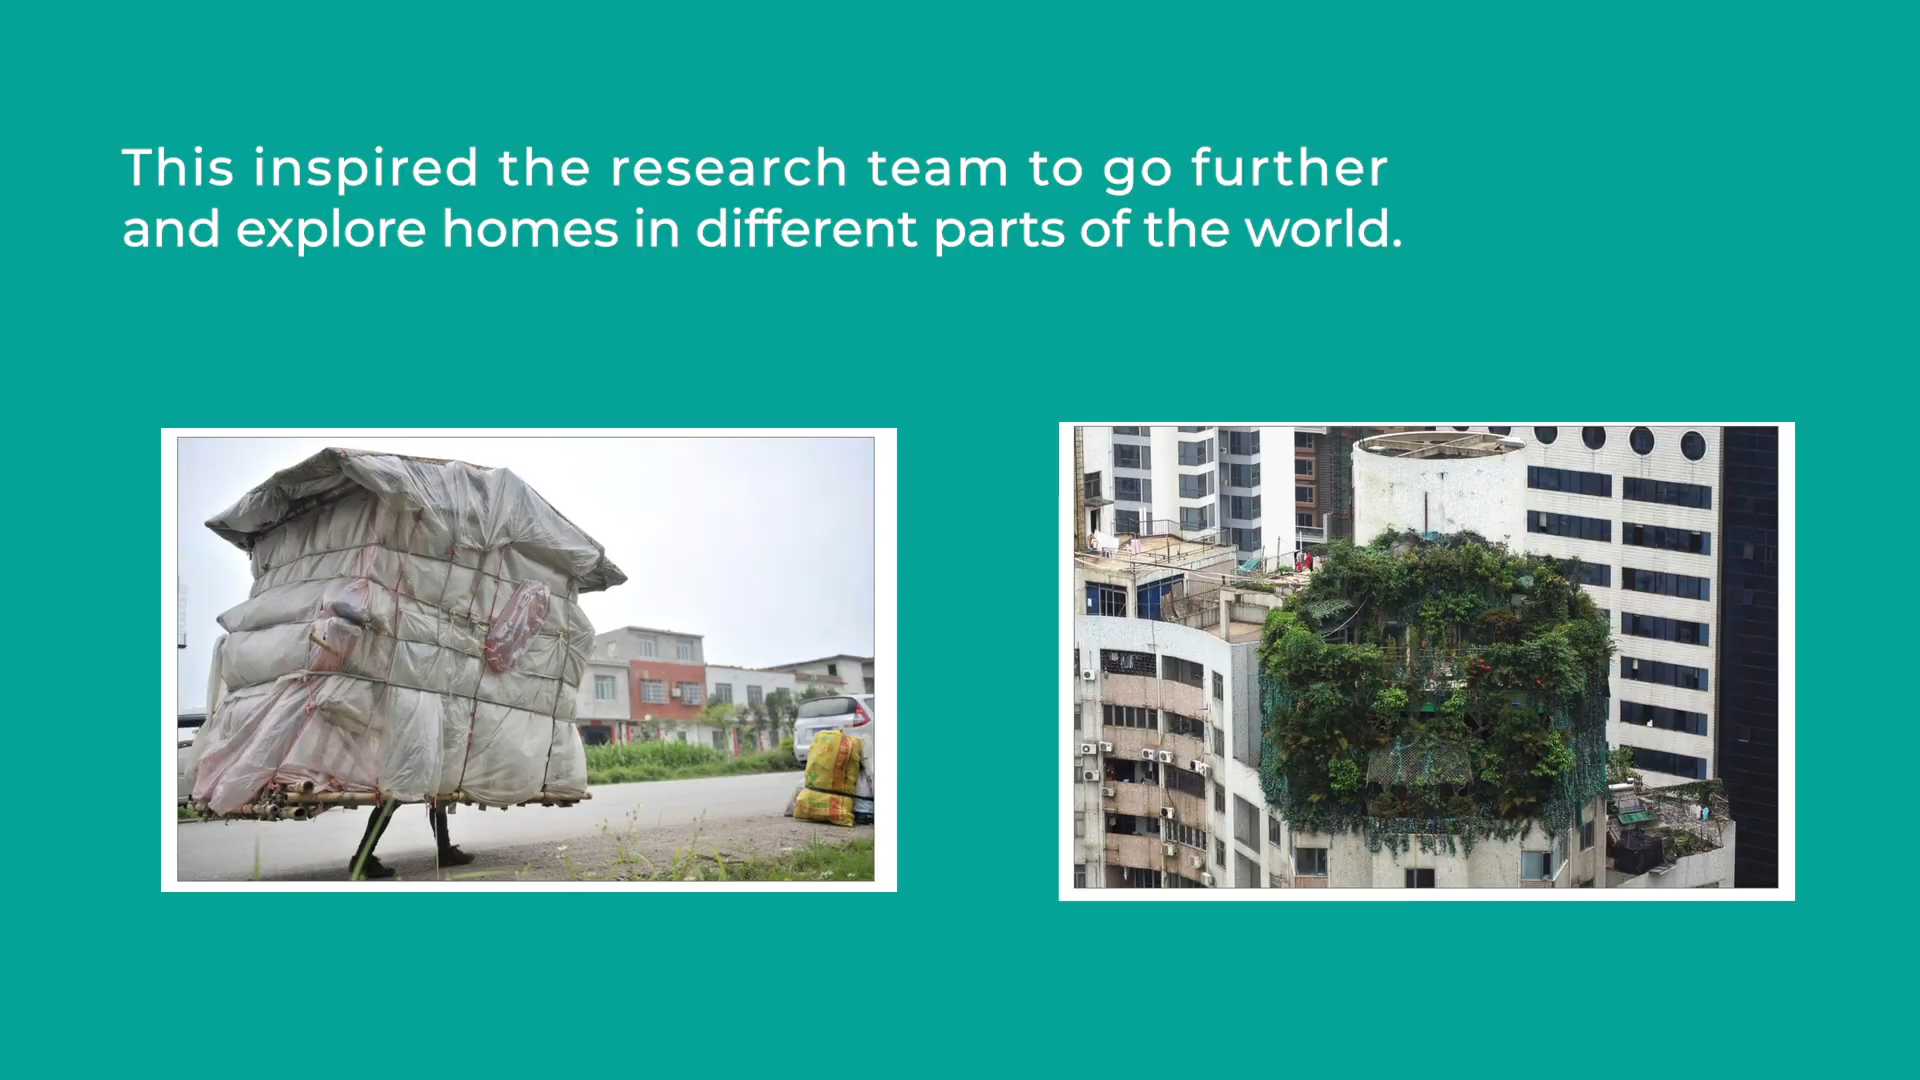 This inspired the research team to go further
and explore homes in different parts of the world.